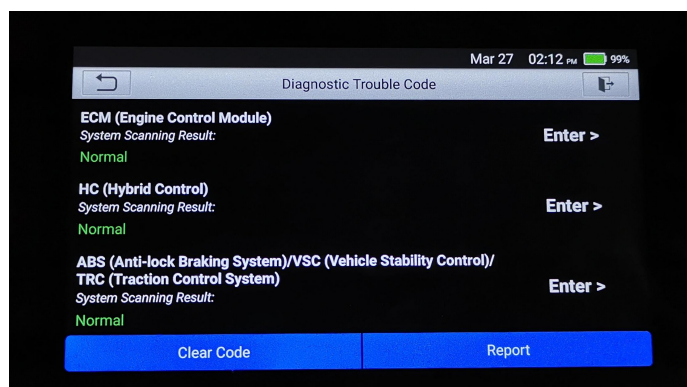 Mar 27 02:12 PM 99%
Diagnostic Trouble Code
ECM (Engine Control Module)
System Scanning Result:
Enter >
Normal
HC (Hybrid Control)
System Scanning Result:
Enter >
Normal
ABS (Anti-lock Braking System)/VSC (Vehicle Stability Control)/
TRC (Traction Control System)
System Scanning Result:
Enter >
Normal
Clear Code
Report